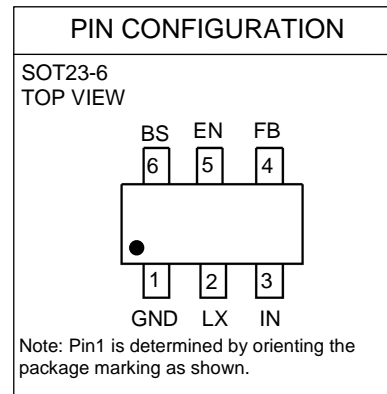 PIN CONFIGURATION
SOT23-6
TOP VIEW
BS EN FB
6 5 4
1 2 3
GND LX IN
Note: Pin1 is determined by orienting the
package marking as shown.